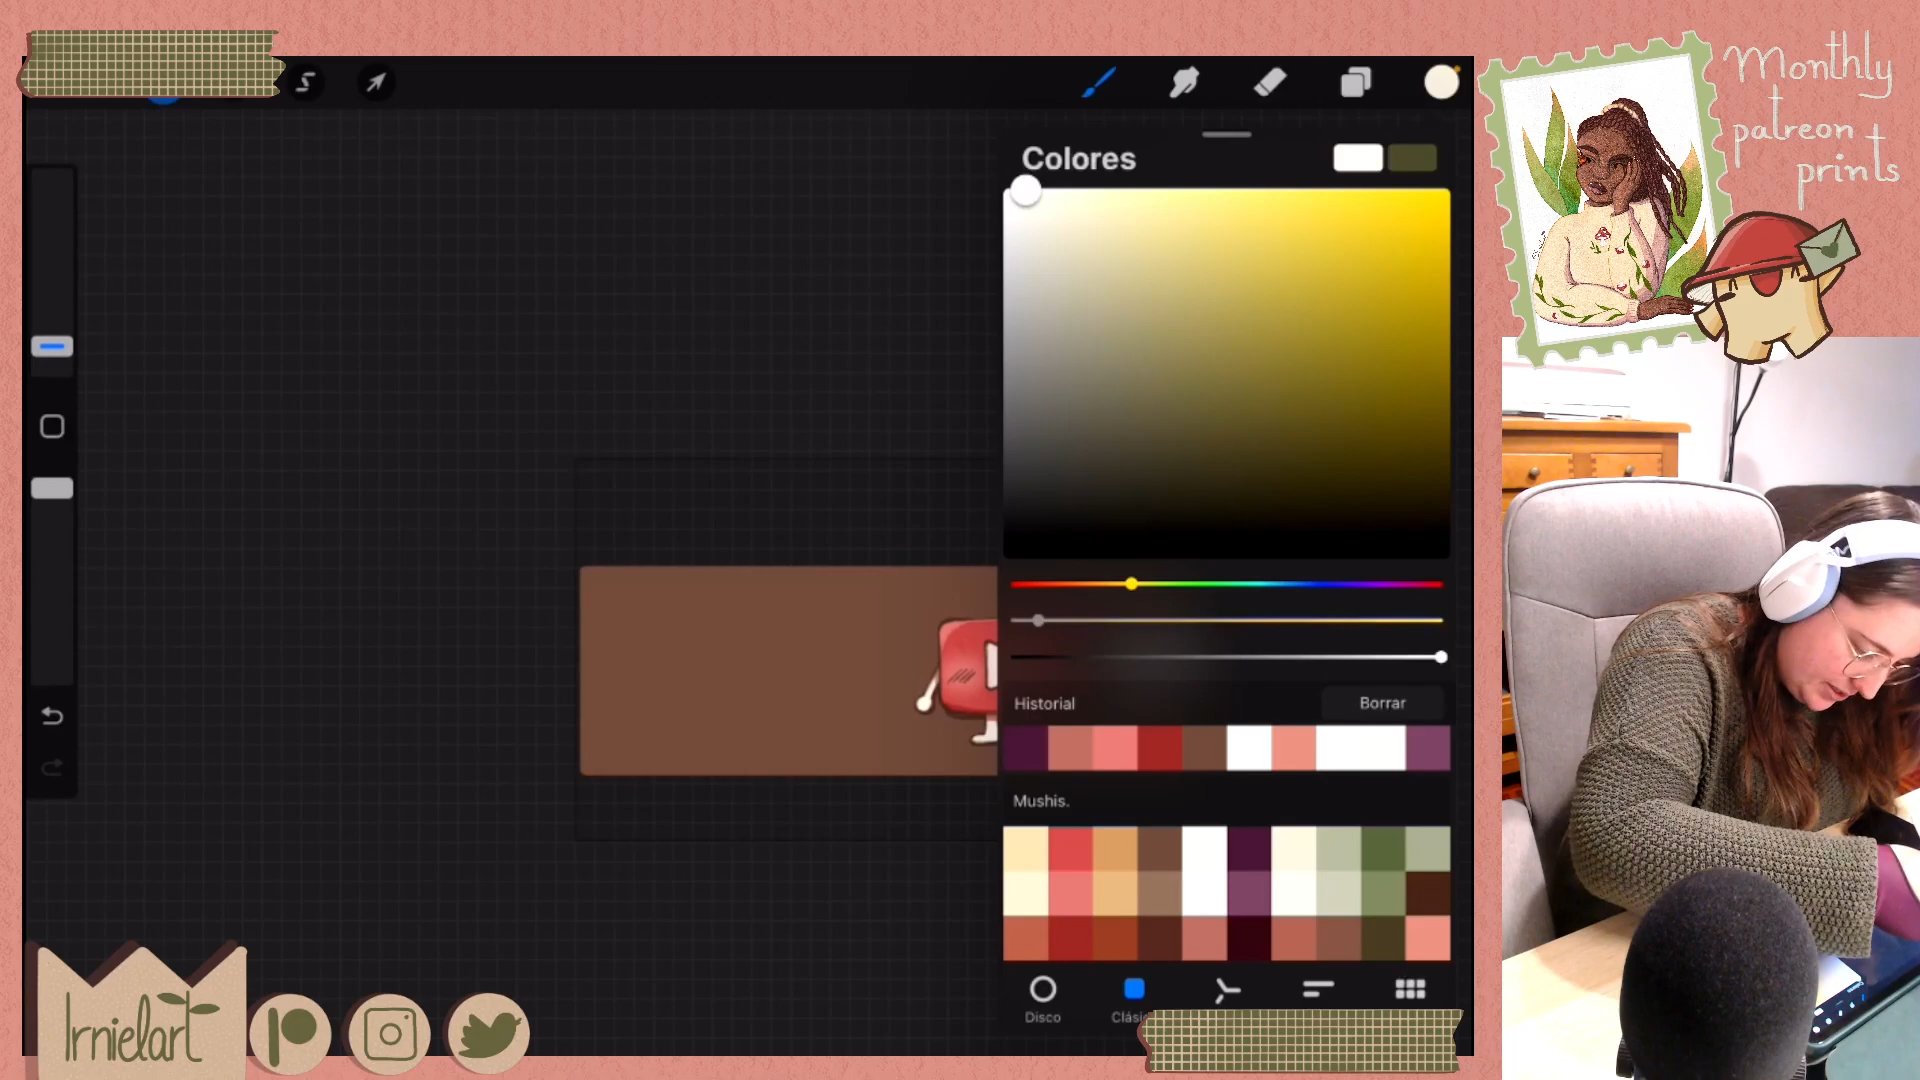 Monthly
patreon
prints
Colores
Historial
Borrar
Mushis.
Disco
Irnielart